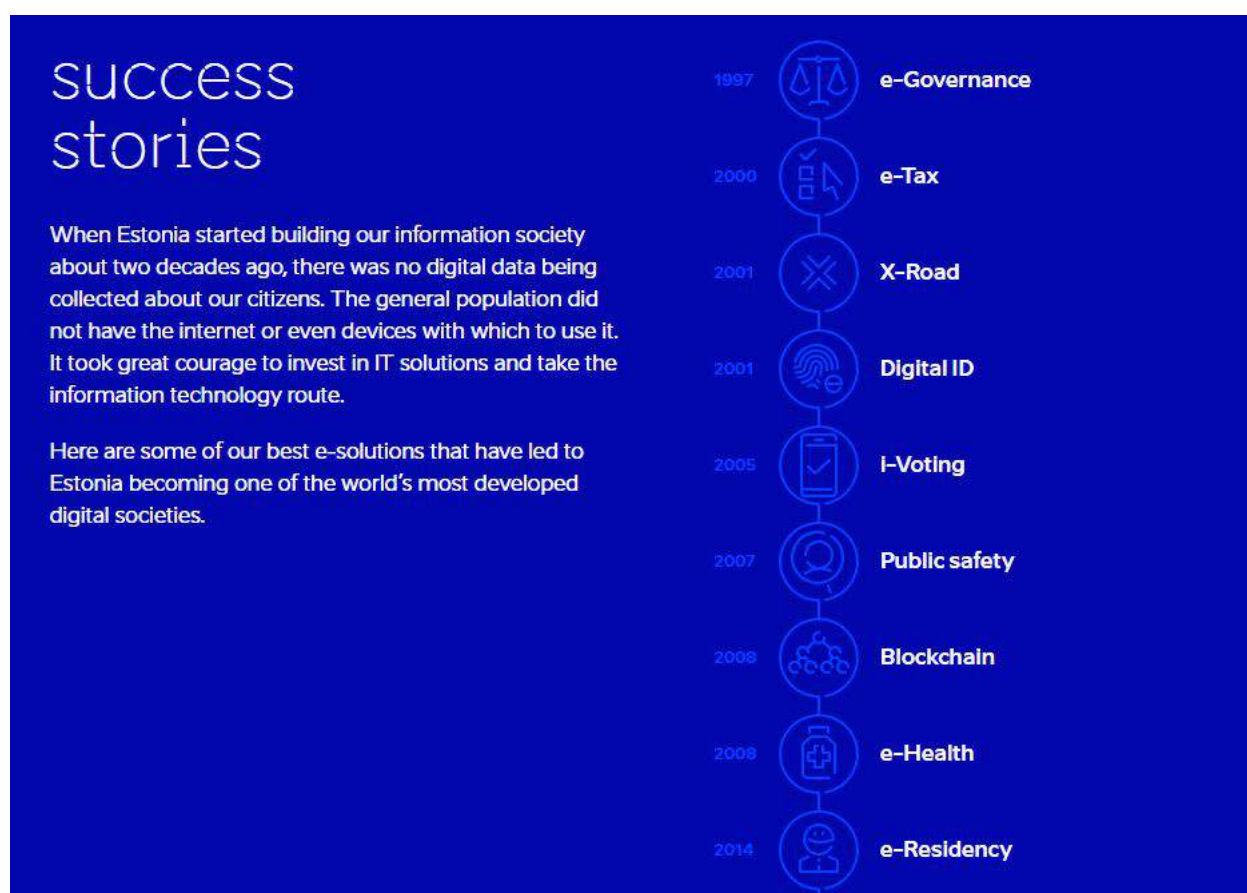 success
stories
When Estonia started building our information society
about two decades ago, there was no digital data being
collected about our citizens. The general population did
not have the internet or even devices with which to use it.
It took great courage to invest in IT solutions and take the
information technology route.
Here are some of our best e-solutions that have led to
Estonia becoming one of the world's most developed
digital societies.
1997 e-Governance
2000 e-Tax
2001 X-Road
2001 Digital ID
2005 i-Voting
2007 Public safety
2008 Blockchain
2008 e-Health
2014 e-Residency